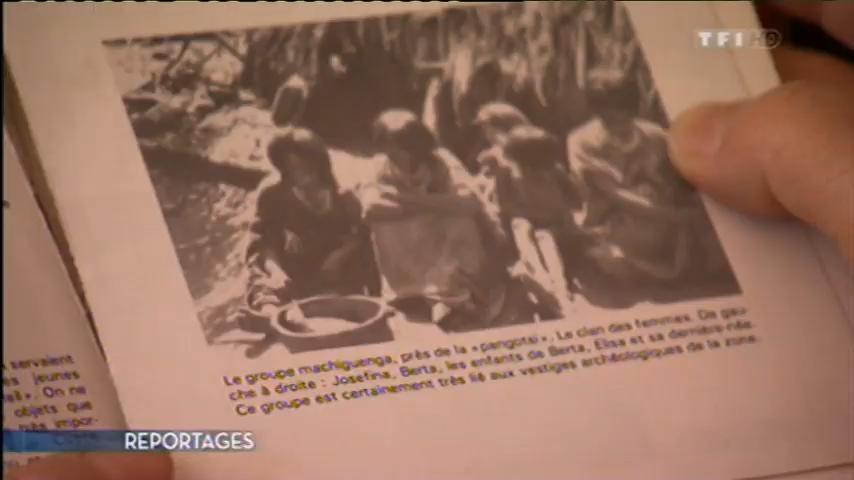 TF1 HD
Le groupe machiguenga, près de la «pangotsi». Le clan des femmes. De gau-
che à droite : Josefina, Berta, les enfants de Berta, Elisa et sa dernière-née.
Ce groupe est certainement très lié aux vestiges archéologiques de la zone.
servaient
jeunes
On ne
objets que
très impor-
REPORTAGES